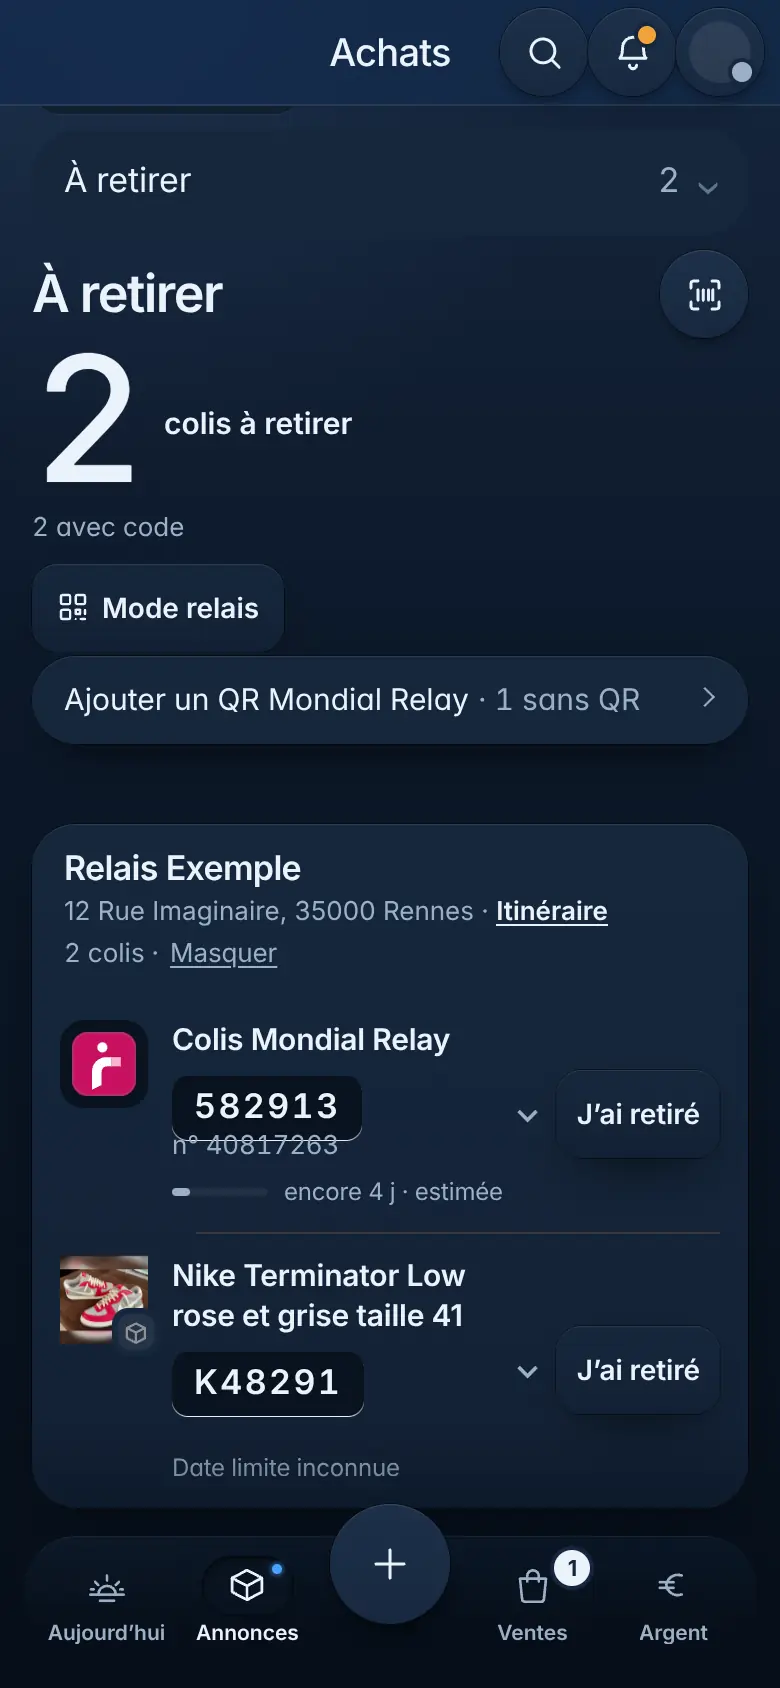 Achats
À retirer 2
À retirer
2 colis à retirer
2 avec code
Mode relais
Ajouter un QR Mondial Relay · 1 sans QR
Relais Exemple
12 Rue Imaginaire, 35000 Rennes · Itinéraire
2 colis · Masquer
Colis Mondial Relay
582913
J’ai retiré
n° 40817263
encore 4 j · estimée
Nike Terminator Low
rose et grise taille 41
K48291
J’ai retiré
Date limite inconnue
1
Aujourd’hui Annonces Ventes Argent